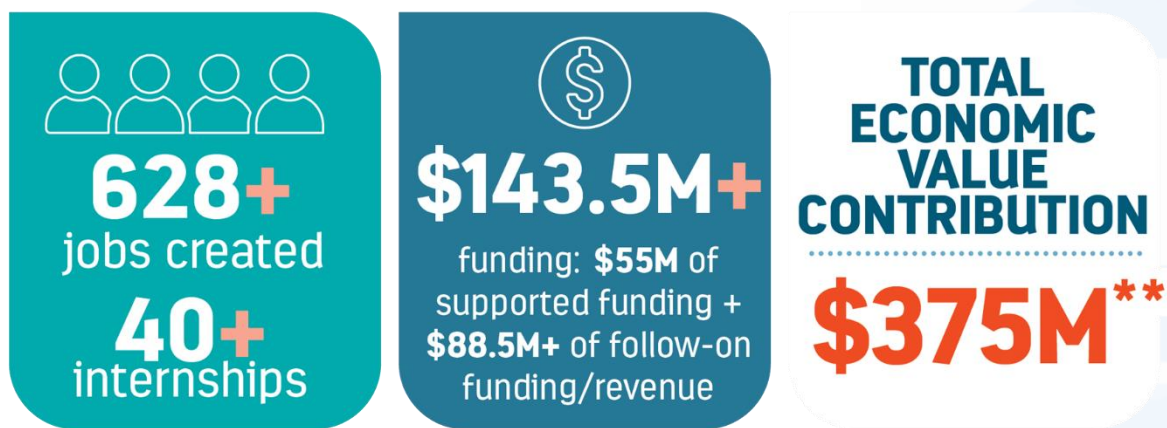 628+
jobs created
40+
internships
$
$143.5M+
funding: $55M of
supported funding +
$88.5M+ of follow-on
funding/revenue
TOTAL
ECONOMIC
VALUE
CONTRIBUTION
$375M**